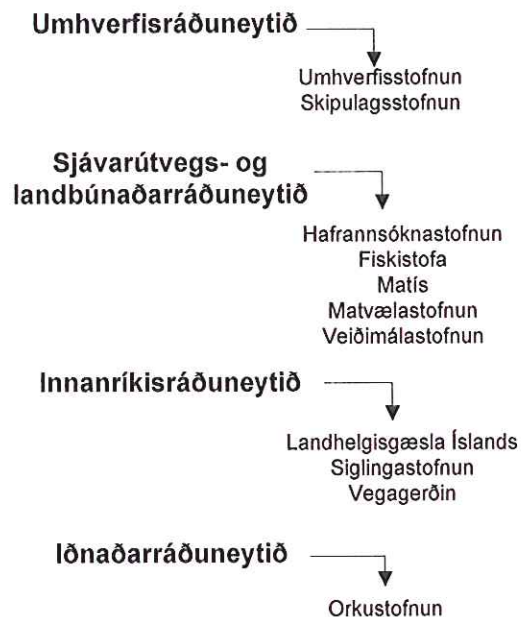 Umhverfisráðuneytið
Umhverfisstofnun
Skipulagsstofnun
Sjávarútvegs- og
landbúnaðarráðuneytið
Hafrannsóknastofnun
Fiskistofa
Matís
Matvælastofnun
Veiðimálastofnun
Innanríkisráðuneytið
Landhelgisgæsla Íslands
Siglingastofnun
Vegagerðin
Iðnaðarráðuneytið
Orkustofnun